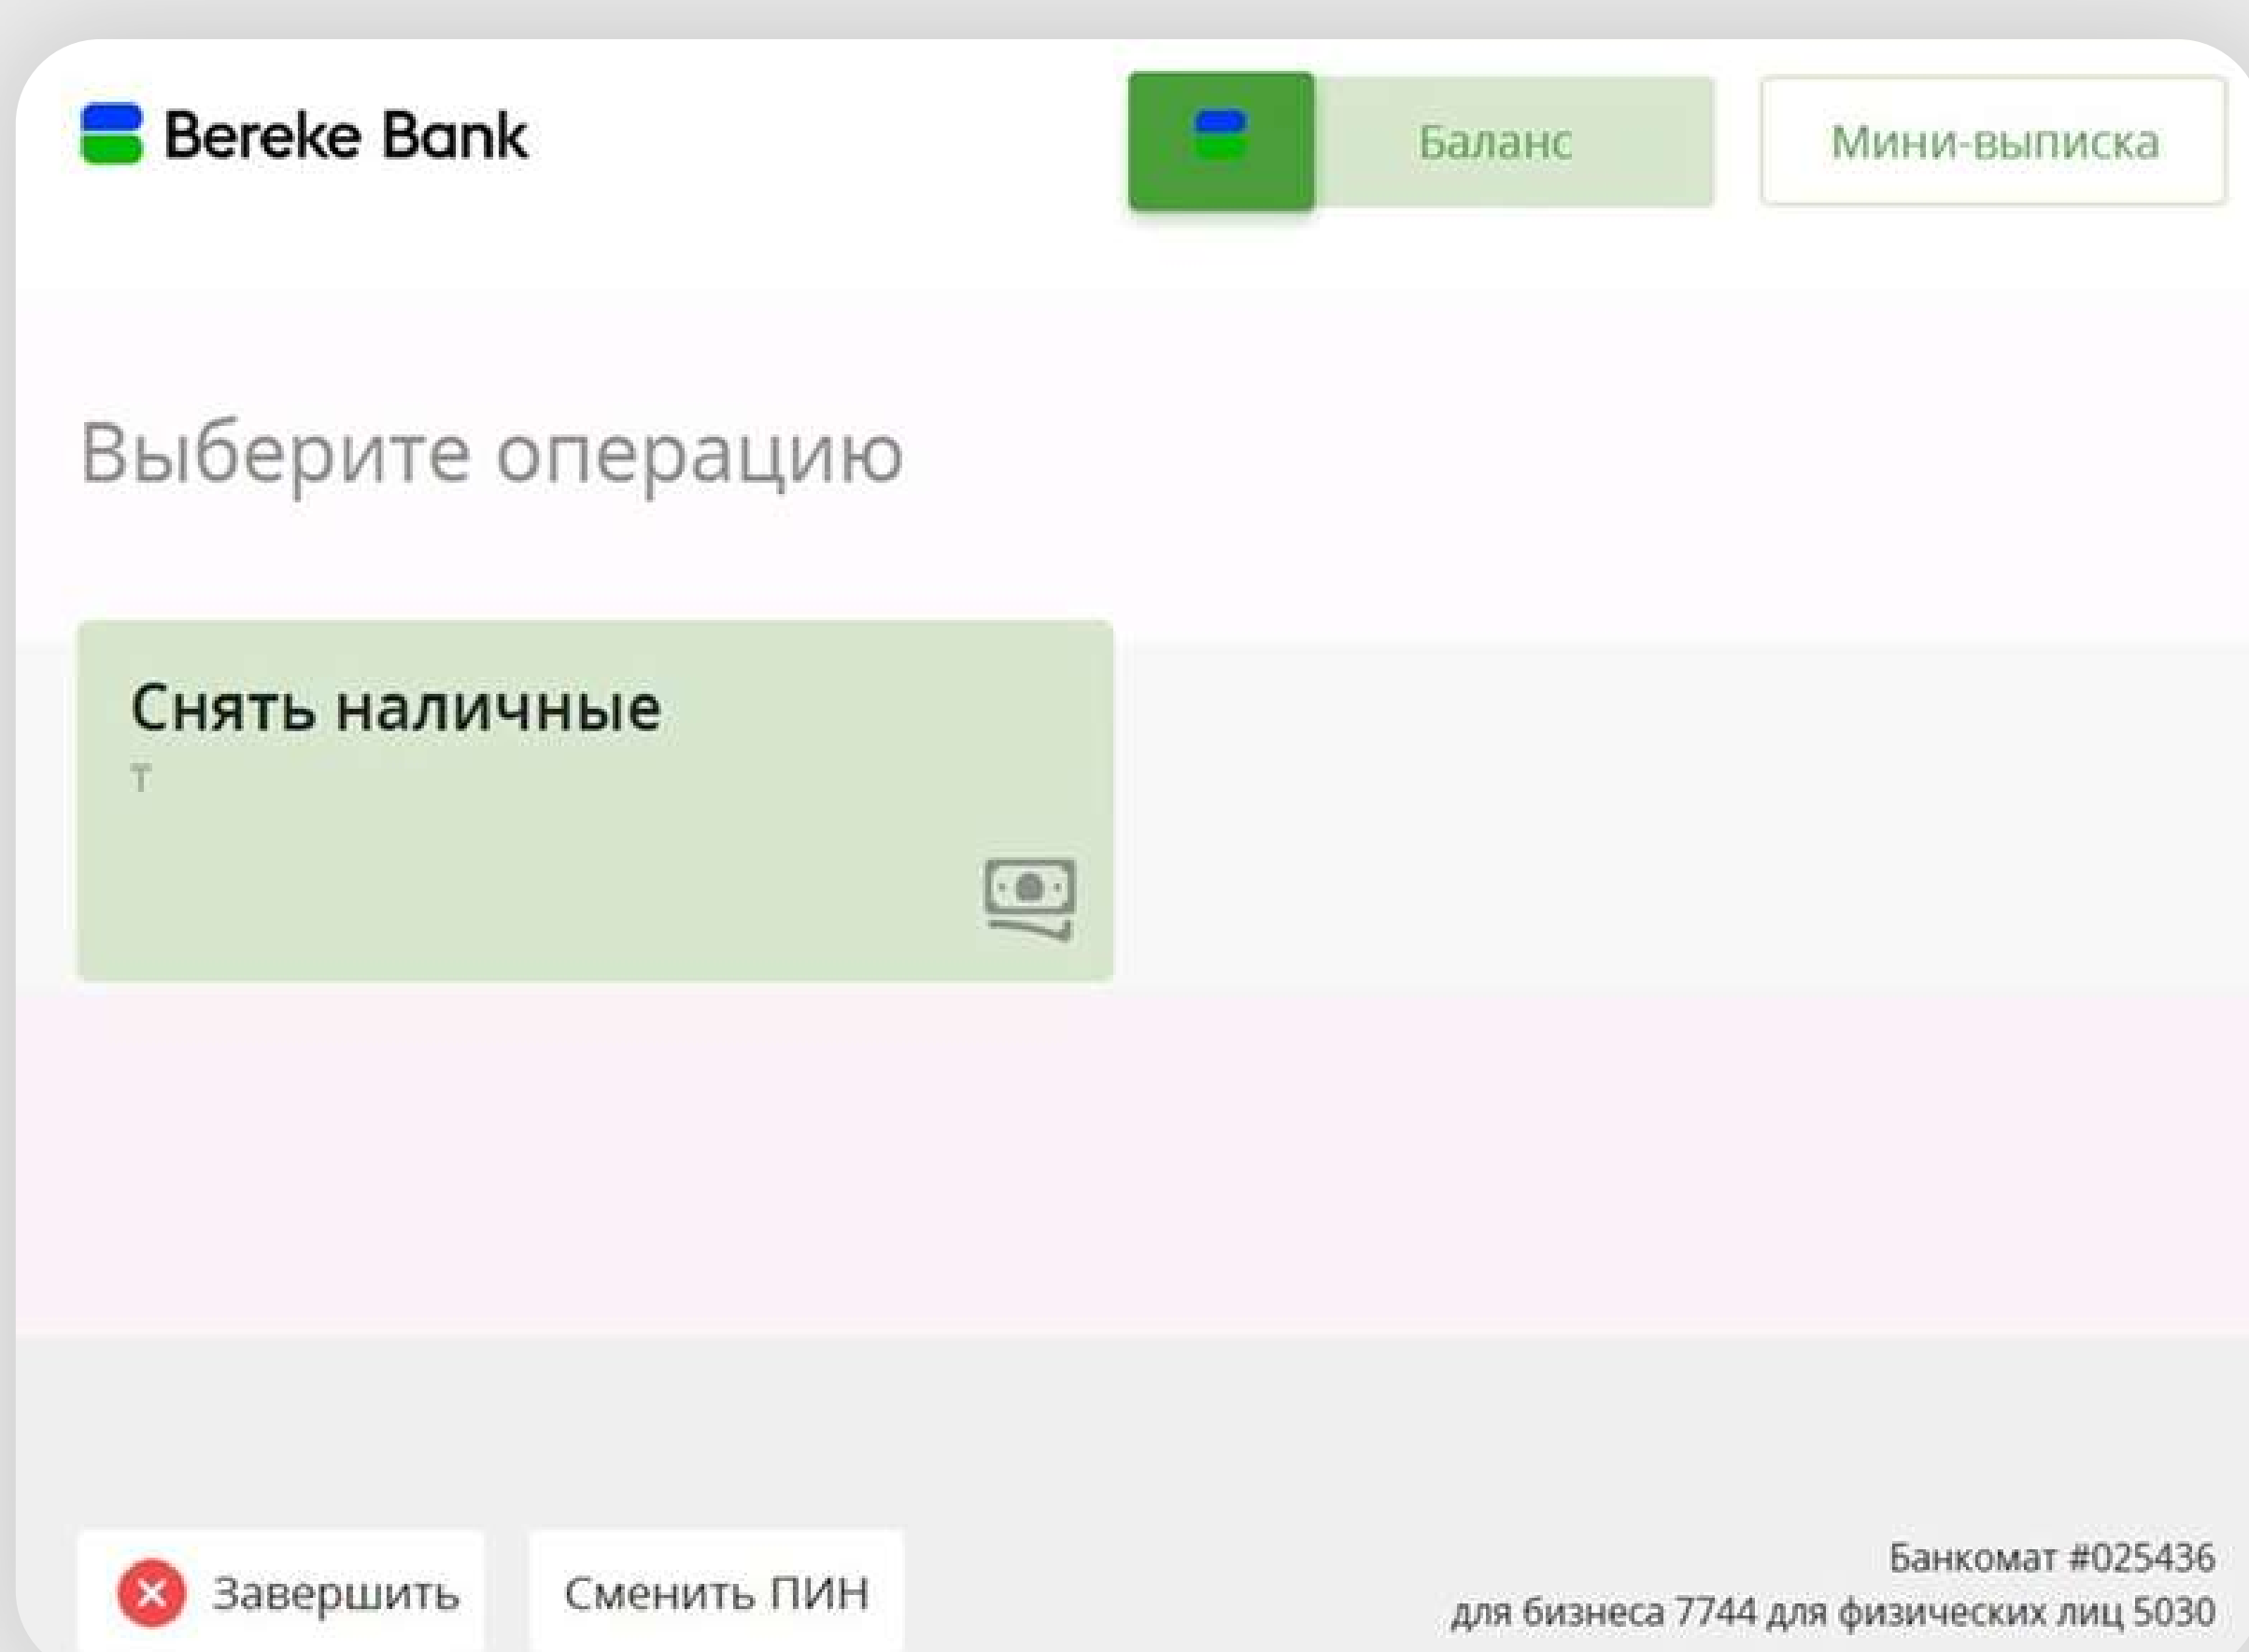 Bereke Bank
Баланс
Мини-выписка
Выберите операцию
Снять наличные
₸
Завершить
Сменить ПИН
Банкомат #025436
для бизнеса 7744 для физических лиц 5030